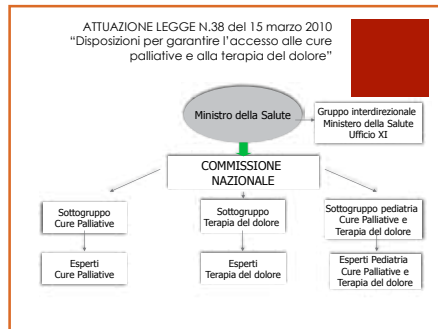 ATTUAZIONE LEGGE N.38 del 15 marzo 2010
“Disposizioni per garantire l’accesso alle cure
palliative e alla terapia del dolore”
Ministro della Salute
Gruppo interdirezionale
Ministero della Salute
Ufficio XI
COMMISSIONE
NAZIONALE
Sottogruppo
Cure Palliative
Sottogruppo
Terapia del dolore
Sottogruppo pediatria
Cure Palliative e
Terapia del dolore
Esperti
Cure Palliative
Esperti
Terapia del dolore
Esperti Pediatria
Cure Palliative e
Terapia del dolore